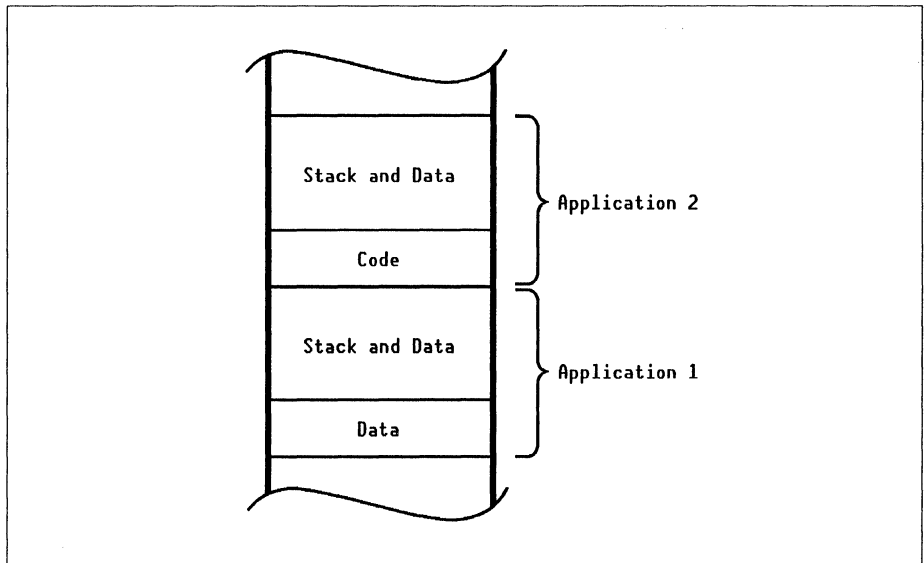 Stack and Data
Application 2
Code
Stack and Data
Application 1
Data